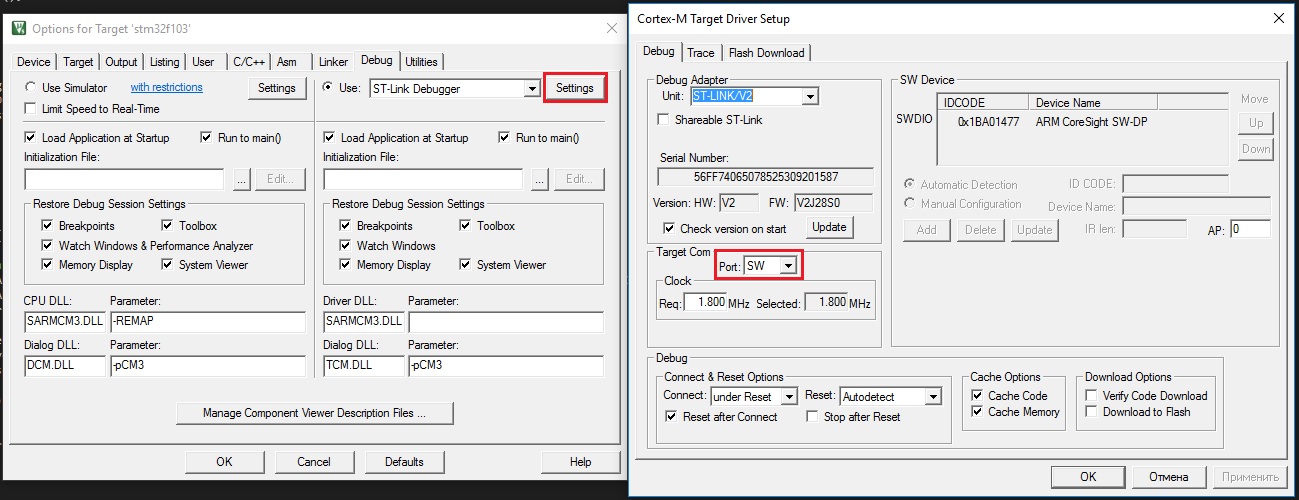 Options for Target 'stm32f103'
Device Target Output Listing User C/C++ Asm Linker Debug Utilities
Use Simulator with restrictions Settings
Limit Speed to Real-Time
Use: ST-Link Debugger Settings
Load Application at Startup Run to main()
Initialization File:
... Edit...
Load Application at Startup Run to main()
Initialization File:
... Edit...
Restore Debug Session Settings
Breakpoints Toolbox
Watch Windows & Performance Analyzer
Memory Display System Viewer
Restore Debug Session Settings
Breakpoints Toolbox
Watch Windows
Memory Display System Viewer
CPU DLL: Parameter:
SARMCM3.DLL -REMAP
Dialog DLL: Parameter:
DCM.DLL -pCM3
Driver DLL: Parameter:
SARMCM3.DLL
Dialog DLL: Parameter:
TCM.DLL -pCM3
Manage Component Viewer Description Files ...
OK Cancel Defaults Help
Cortex-M Target Driver Setup
Debug Trace Flash Download
Debug Adapter
Unit: ST-LINK/V2
Shareable ST-Link
Serial Number:
56FF74065078525309201587
Version: HW: V2 FW: V2J28S0
Check version on start Update
Target Com
Port: SW
Clock
Req: 1.800 MHz Selected: 1.800 MHz
SW Device
IDCODE Device Name
SWDIO 0x1BA01477 ARM CoreSight SW-DP
Move
Up
Down
Automatic Detection ID CODE:
Manual Configuration Device Name:
Add Delete Update IR len: AP: 0
Debug
Connect & Reset Options
Connect: under Reset Reset: Autodetect
Reset after Connect Stop after Reset
Cache Options
Cache Code
Cache Memory
Download Options
Verify Code Download
Download to Flash
OK Отмена Применить